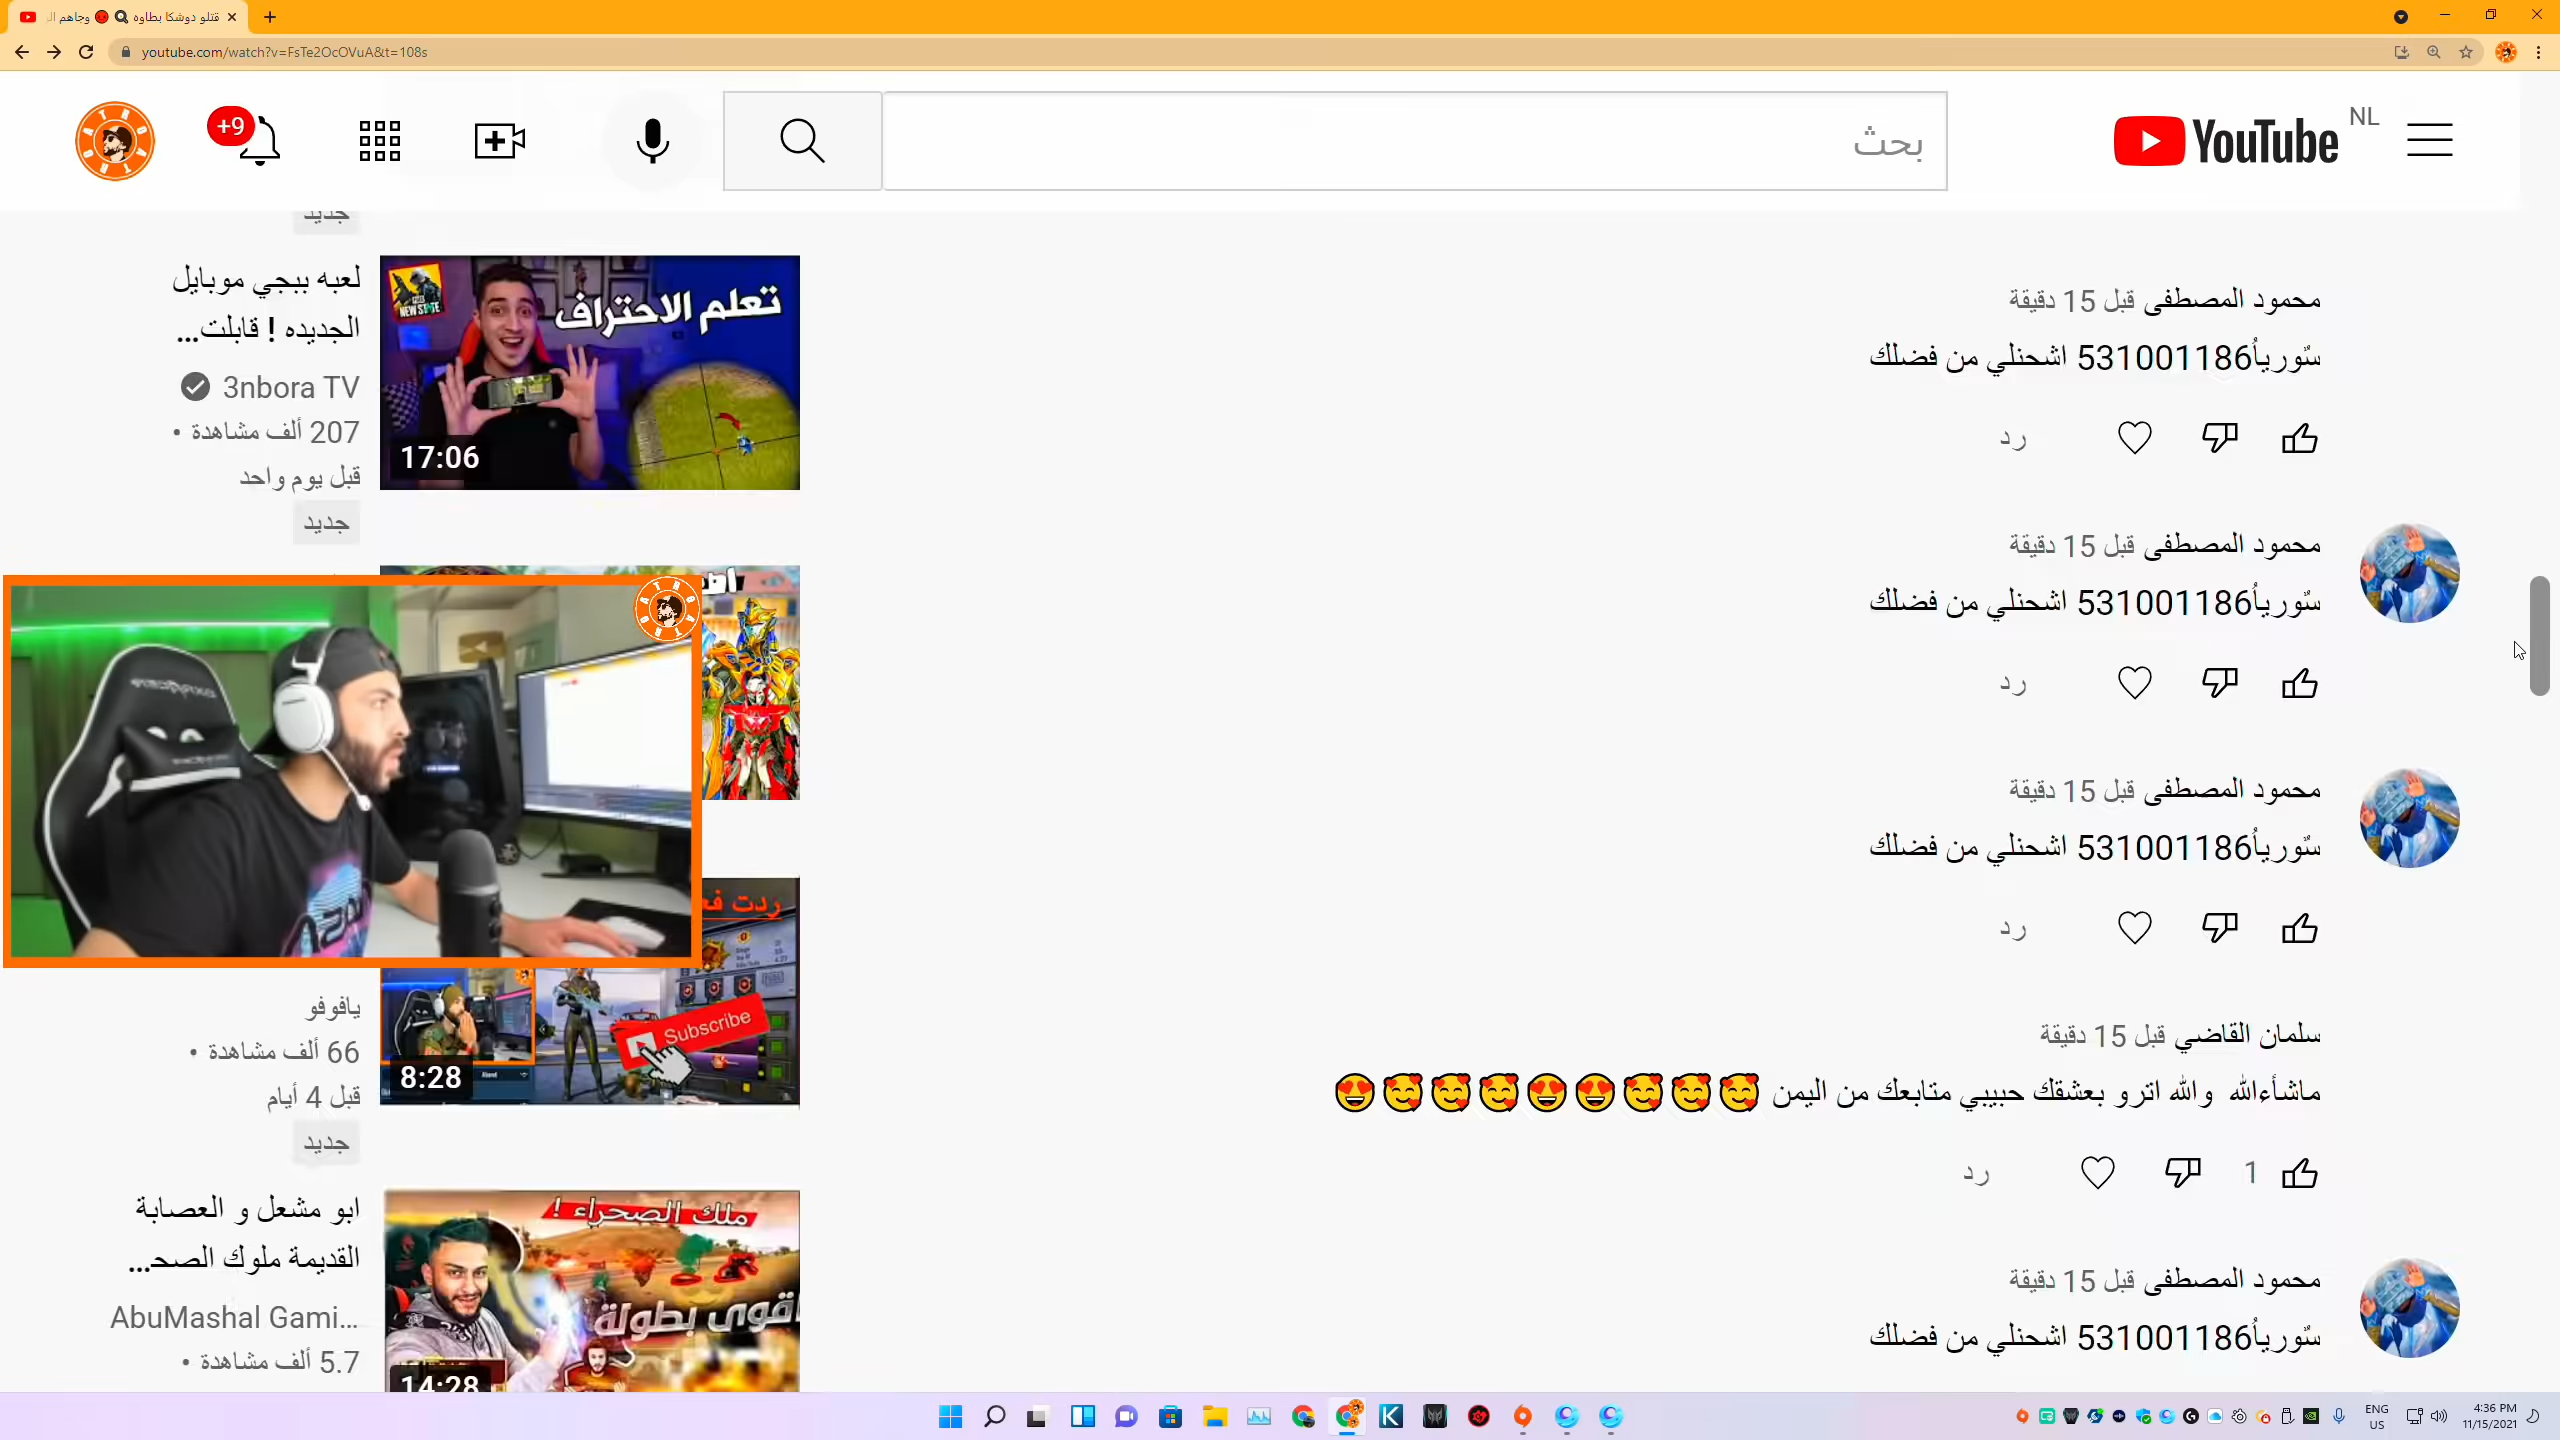 قتلو دوشكا بطاوه 🔍 😡 وجاهم ال
youtube.com/watch?v=FsTe2OcOVuA&t=108s
+9
بحث
YouTube NL
جديد
محمود المصطفى قبل 15 دقيقة
سٌورياُ531001186 اشحنلي من فضلك
رد
محمود المصطفى قبل 15 دقيقة
سٌورياُ531001186 اشحنلي من فضلك
رد
محمود المصطفى قبل 15 دقيقة
سٌورياُ531001186 اشحنلي من فضلك
رد
سلمان القاضي قبل 15 دقيقة
ماشأءالله والله اترو بعشقك حبيبي متابعك من اليمن 🥰🥰🥰😍😍🥰🥰🥰😍
1
رد
محمود المصطفى قبل 15 دقيقة
سٌورياُ531001186 اشحنلي من فضلك
تعلم الاحتراف
NEW STATE
17:06
لعبه ببجي موبايل
الجديده ! قابلت...
3nbora TV
207 ألف مشاهدة •
قبل يوم واحد
جديد
ردت فع
Subscribe
8:28
يافوفو
66 ألف مشاهدة •
قبل 4 أيام
جديد
ملك الصحراء !
اقوى بطولة
14:28
ابو مشعل و العصابة
القديمة ملوك الصحـ...
AbuMashal Gami...
5.7 ألف مشاهدة •
ENG
US
4:36 PM
11/15/2021